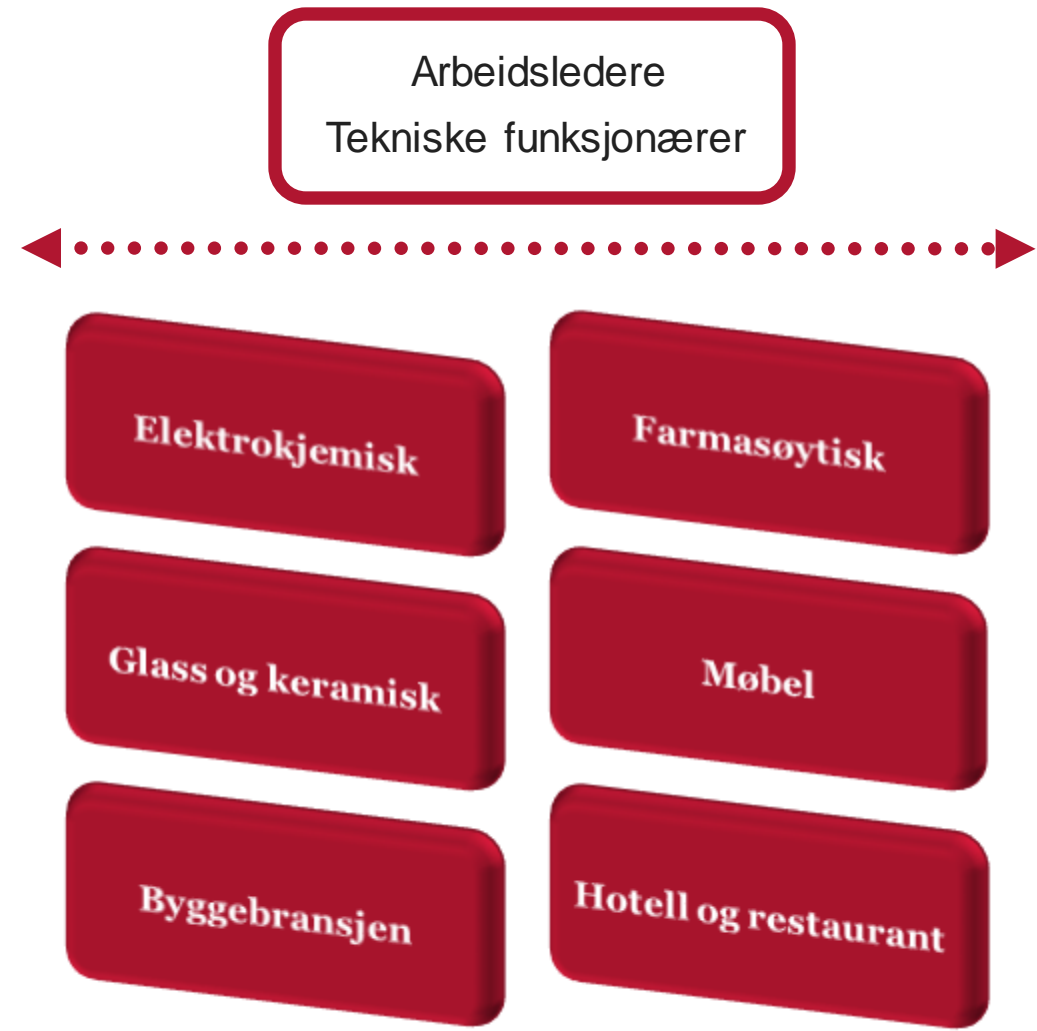 Arbeidsledere
Tekniske funksjonærer
Elektrokjemisk
Farmasøytisk
Glass og keramisk
Møbel
Byggebransjen
Hotell og restaurant